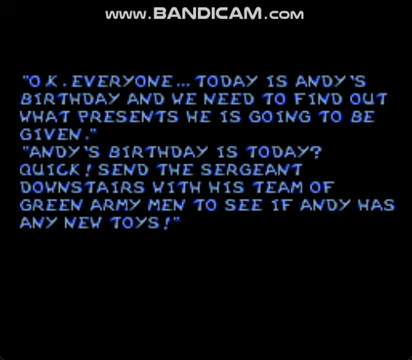 www.BANDICAM.com
"OK. EVERYONE... TODAY IS ANDY'S
BIRTHDAY AND WE NEED TO FIND OUT
WHAT PRESENTS HE IS GOING TO BE
GIVEN."
"ANDY'S BIRTHDAY IS TODAY?
QUICK! SEND THE SERGEANT
DOWNSTAIRS WITH HIS TEAM OF
GREEN ARMY MEN TO SEE IF ANDY HAS
ANY NEW TOYS!"